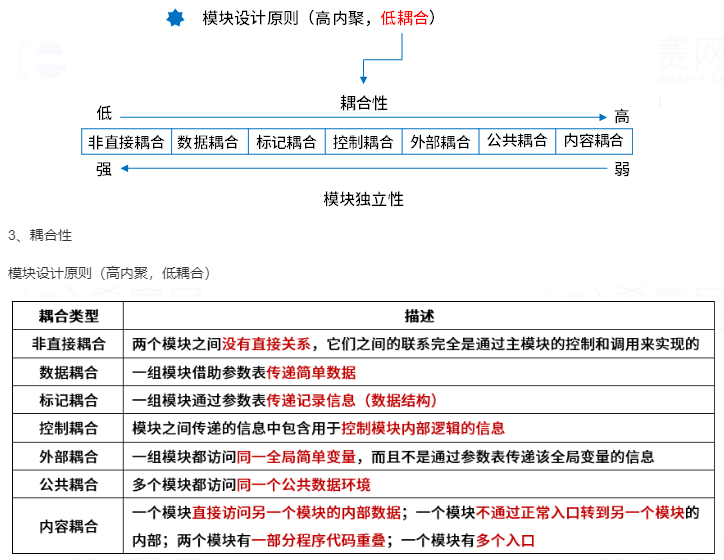 模块设计原则（高内聚，低耦合）
耦合性
低 高
非直接耦合 数据耦合 标记耦合 控制耦合 外部耦合 公共耦合 内容耦合
强 弱
模块独立性
3、耦合性
模块设计原则（高内聚，低耦合）
耦合类型 描述
非直接耦合 两个模块之间没有直接关系，它们之间的联系完全是通过主模块的控制和调用来实现的
数据耦合 一组模块借助参数表传递简单数据
标记耦合 一组模块通过参数表传递记录信息（数据结构）
控制耦合 模块之间传递的信息中包含用于控制模块内部逻辑的信息
外部耦合 一组模块都访问同一全局简单变量，而且不是通过参数表传递该全局变量的信息
公共耦合 多个模块都访问同一个公共数据环境
内容耦合 一个模块直接访问另一个模块的内部数据；一个模块不通过正常入口转到另一个模块的
内部；两个模块有一部分程序代码重叠；一个模块有多个入口